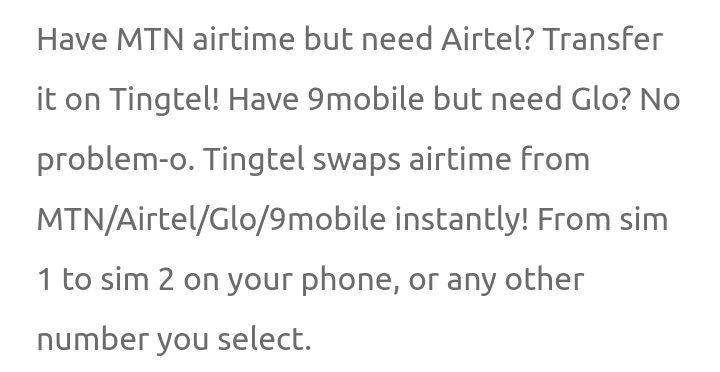 Have MTN airtime but need Airtel? Transfer
it on Tingtel! Have 9mobile but need Glo? No
problem-o. Tingtel swaps airtime from
MTN/Airtel/Glo/9mobile instantly! From sim
1 to sim 2 on your phone, or any other
number you select.